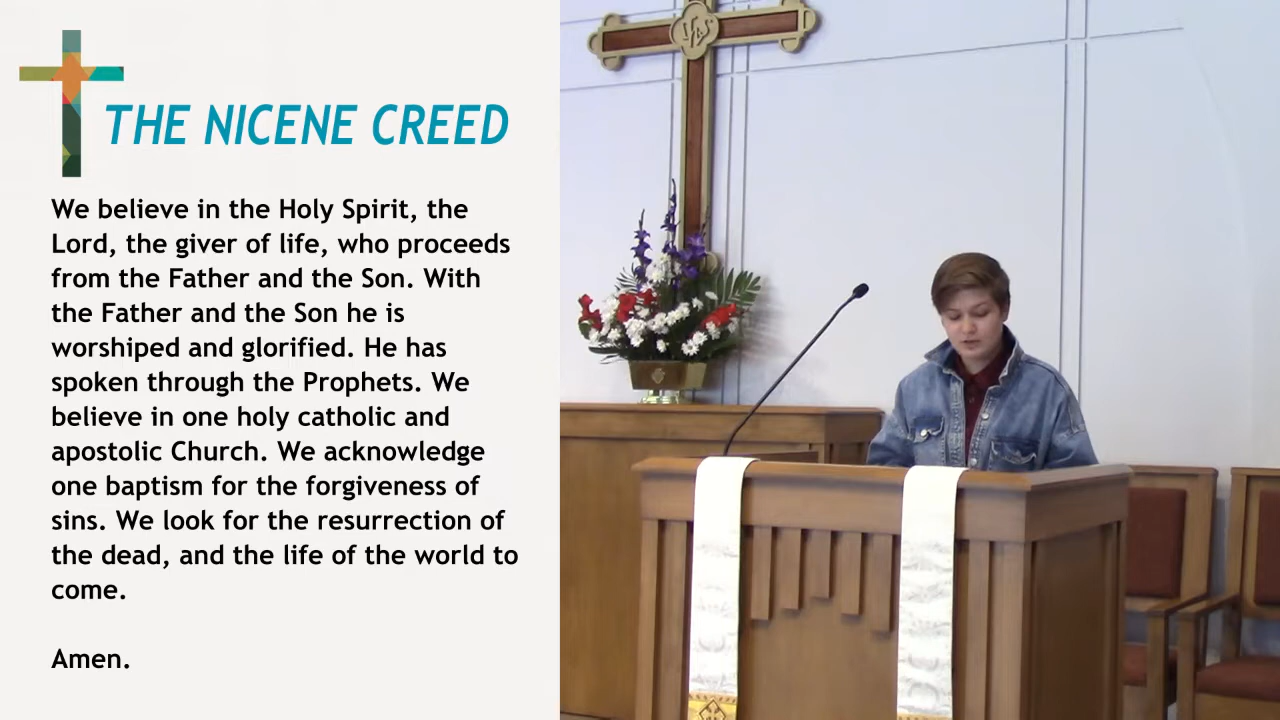 THE NICENE CREED
We believe in the Holy Spirit, the
Lord, the giver of life, who proceeds
from the Father and the Son. With
the Father and the Son he is
worshiped and glorified. He has
spoken through the Prophets. We
believe in one holy catholic and
apostolic Church. We acknowledge
one baptism for the forgiveness of
sins. We look for the resurrection of
the dead, and the life of the world to
come.
Amen.